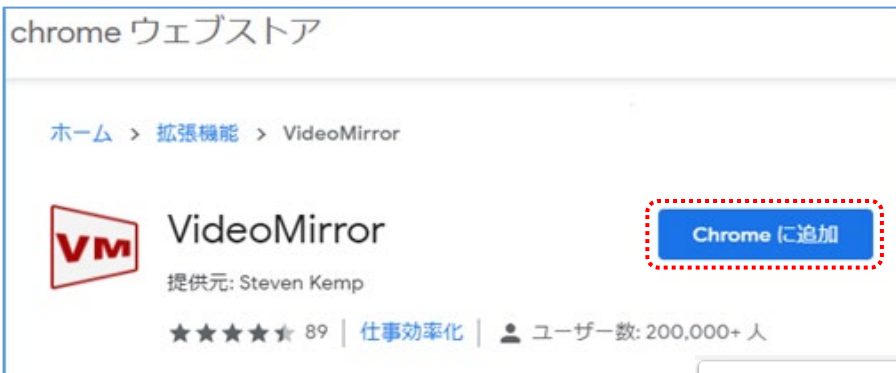 chrome ウェブストア
ホーム > 拡張機能 > VideoMirror
VM
VideoMirror
Chrome に追加
提供元: Steven Kemp
★★★★★ 89 | 仕事効率化 | ユーザー数: 200,000+ 人